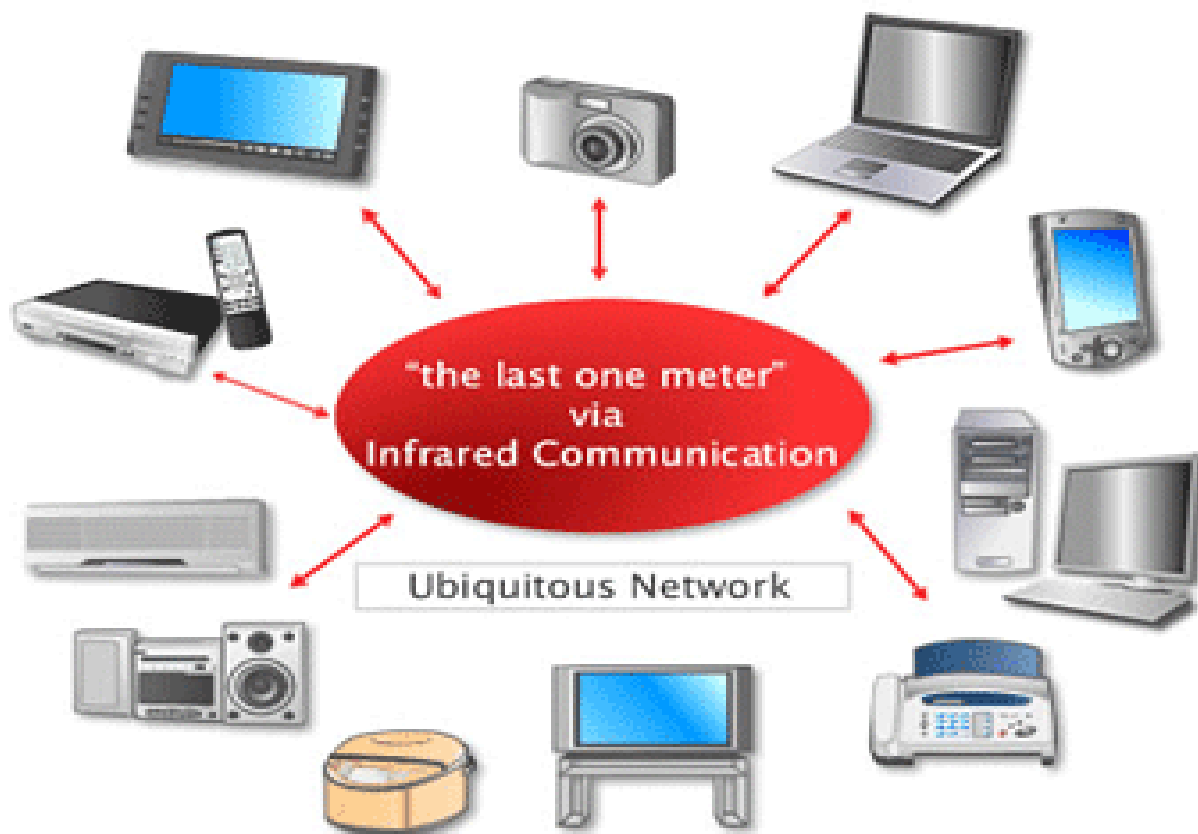 "the last one meter"
via
Infrared Communication
Ubiquitous Network